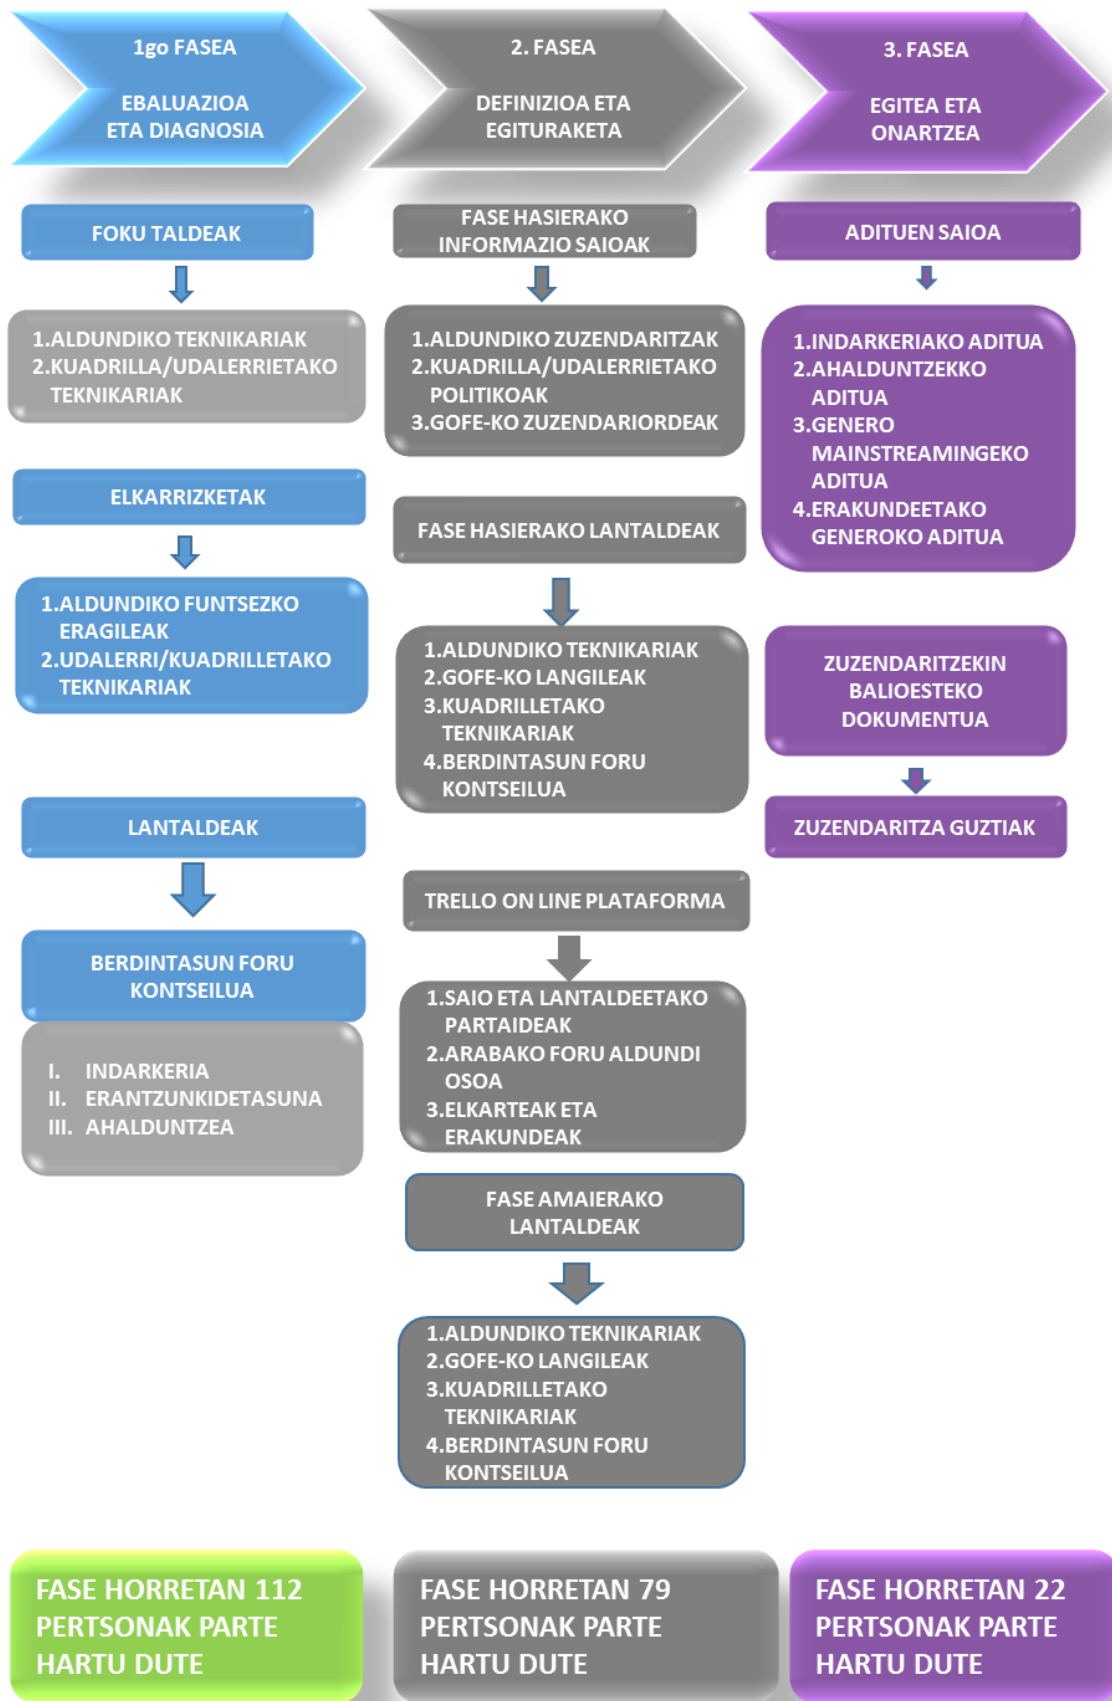 1go FASEA
EBALUAZIOA
ETA DIAGNOSIA
FOKU TALDEAK
1.ALDUNDIKO TEKNIKARIAK
2.KUADRILLA/UDALERRIETAKO
TEKNIKARIAK
ELKARRIZKETAK
1.ALDUNDIKO FUNTSEZKO
ERAGILEAK
2.UDALERRI/KUADRILLETAKO
TEKNIKARIAK
LANTALDEAK
BERDINTASUN FORU
KONTSEILUA
I. INDARKERIA
II. ERANTZUNKIDETASUNA
III. AHALDUNTZEA
FASE HORRETAN 112
PERTSONAK PARTE
HARTU DUTE
2. FASEA
DEFINIZIOA ETA
EGITURAKETA
FASE HASIERAKO
INFORMAZIO SAIOAK
1.ALDUNDIKO ZUZENDARITZAK
2.KUADRILLA/UDALERRIETAKO
POLITIKOAK
3.GOFE-KO ZUZENDARIORDEAK
FASE HASIERAKO LANTALDEAK
1.ALDUNDIKO TEKNIKARIAK
2.GOFE-KO LANGILEAK
3.KUADRILLETAKO
TEKNIKARIAK
4.BERDINTASUN FORU
KONTSEILUA
TRELLO ON LINE PLATAFORMA
1.SAIO ETA LANTALDEETAKO
PARTAIDEAK
2.ARABAKO FORU ALDUNDI
OSOA
3.ELKARTEAK ETA
ERAKUNDEAK
FASE AMAIERAKO
LANTALDEAK
1.ALDUNDIKO TEKNIKARIAK
2.GOFE-KO LANGILEAK
3.KUADRILLETAKO
TEKNIKARIAK
4.BERDINTASUN FORU
KONTSEILUA
FASE HORRETAN 79
PERTSONAK PARTE
HARTU DUTE
3. FASEA
EGITEA ETA
ONARTZEA
ADITUEN SAIOA
1.INDARKERIAKO ADITUA
2.AHALDUNTZEKKO
ADITUA
3.GENERO
MAINSTREAMINGEKO
ADITUA
4.ERAKUNDEETAKO
GENEROKO ADITUA
ZUZENDARITZEKIN
BALIOESTEKO
DOKUMENTUA
ZUZENDARITZA GUZTIAK
FASE HORRETAN 22
PERTSONAK PARTE
HARTU DUTE